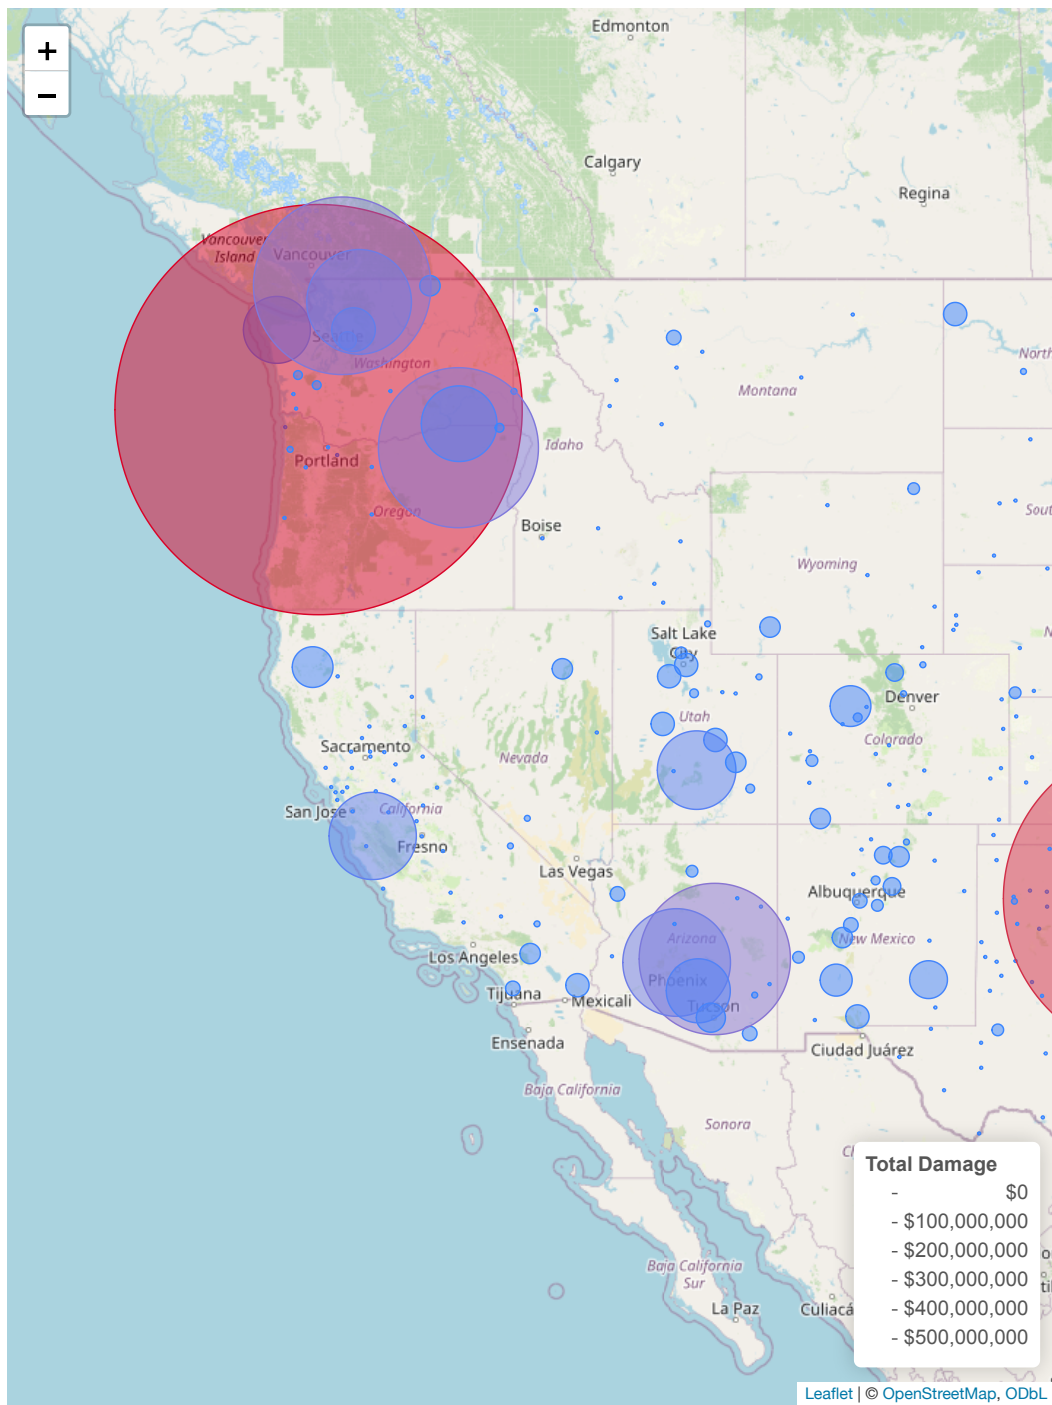 +
−
Edmonton
Calgary
Regina
Vancouver
Island
Vancouver
Seattle
Washington
North
Montana
Idaho
Portland
Oregon
Boise
Sout
Wyoming
Salt Lake
City
Denver
Utah
Colorado
Sacramento
Nevada
San Jose
California
Fresno
Las Vegas
Albuquerque
Arizona
New Mexico
Los Angeles
Phoenix
Tijuana
Mexicali
Tucson
Ensenada
Ciudad Juárez
Baja California
Sonora
Baja California
Sur
La Paz
Culiacá
Total Damage
- $0
- $100,000,000
- $200,000,000
- $300,000,000
- $400,000,000
- $500,000,000
Leaflet | © OpenStreetMap, ODbL